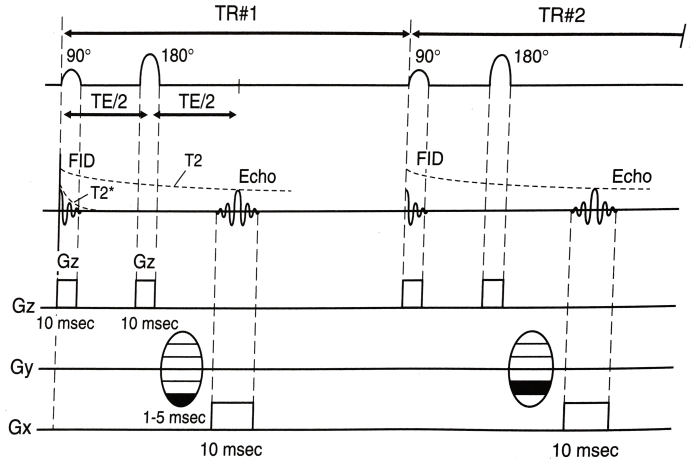 TR#1 TR#2
90° 180° 90° 180°
TE/2 TE/2
FID T2 Echo FID Echo
T2*
Gz Gz
Gz
10 msec 10 msec
Gy
1-5 msec
Gx
10 msec 10 msec